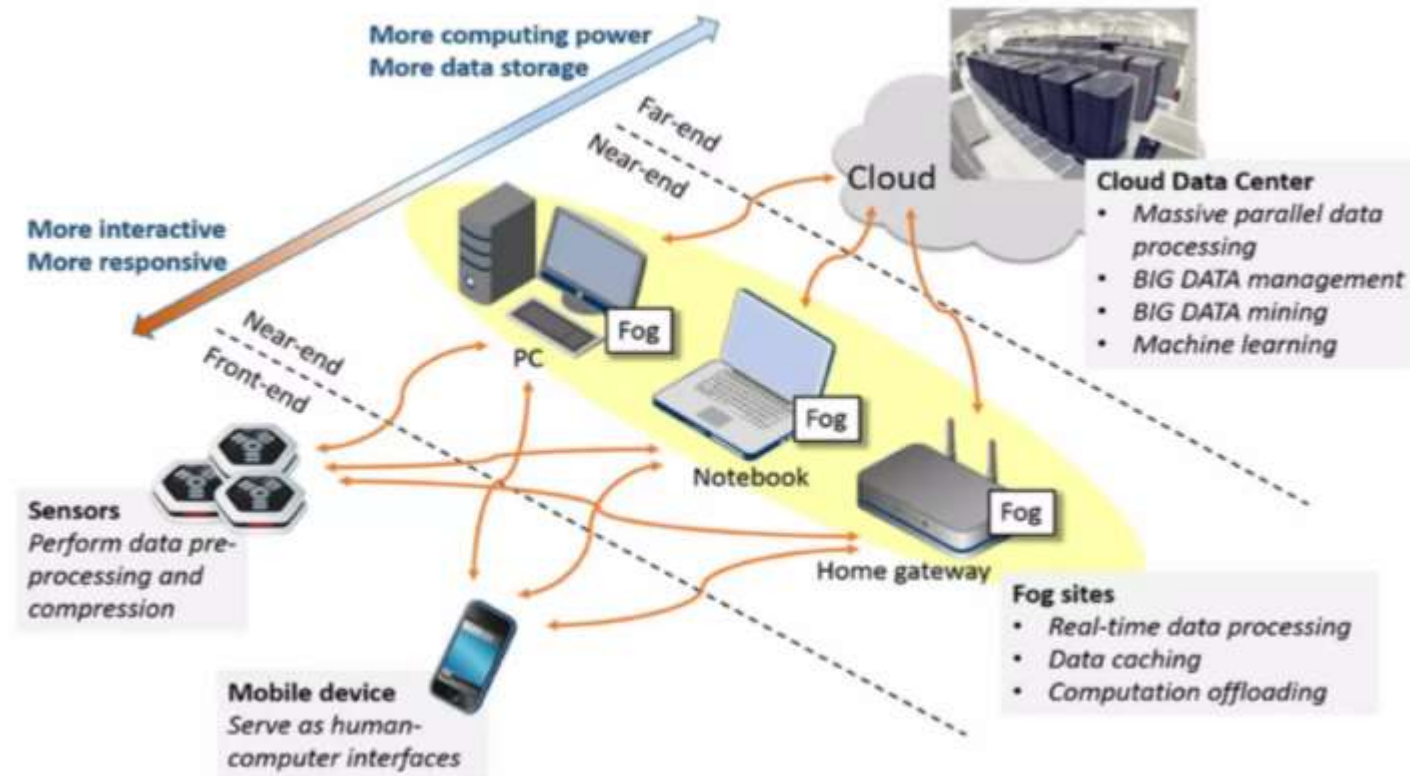 More computing power
More data storage
Far-end
Near-end
Cloud
Cloud Data Center
• Massive parallel data
processing
• BIG DATA management
• BIG DATA mining
• Machine learning
More interactive
More responsive
Near-end
Front-end
Fog
PC
Fog
Notebook
Fog
Home gateway
Sensors
Perform data pre-
processing and
compression
Fog sites
• Real-time data processing
• Data caching
• Computation offloading
Mobile device
Serve as human-
computer interfaces